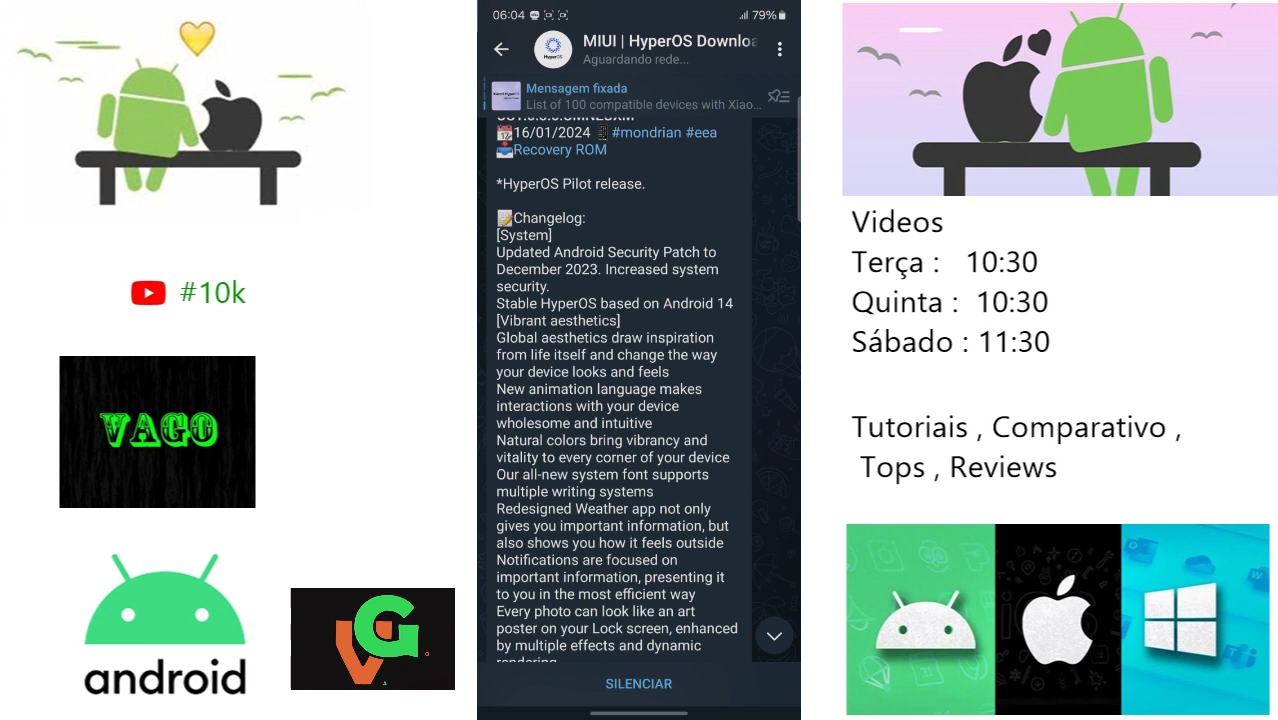 #10k
VAGO
android
VG
06:04
79%
MIUI | HyperOS Downloa
Aguardando rede...
Mensagem fixada
List of 100 compatible devices with Xiao...
16/01/2024 #mondrian #eea
Recovery ROM
*HyperOS Pilot release.
Changelog:
[System]
Updated Android Security Patch to
December 2023. Increased system
security.
Stable HyperOS based on Android 14
[Vibrant aesthetics]
Global aesthetics draw inspiration
from life itself and change the way
your device looks and feels
New animation language makes
interactions with your device
wholesome and intuitive
Natural colors bring vibrancy and
vitality to every corner of your device
Our all-new system font supports
multiple writing systems
Redesigned Weather app not only
gives you important information, but
also shows you how it feels outside
Notifications are focused on
important information, presenting it
to you in the most efficient way
Every photo can look like an art
poster on your Lock screen, enhanced
by multiple effects and dynamic
rendering
SILENCIAR
Videos
Terça : 10:30
Quinta : 10:30
Sábado : 11:30
Tutoriais , Comparativo ,
Tops , Reviews